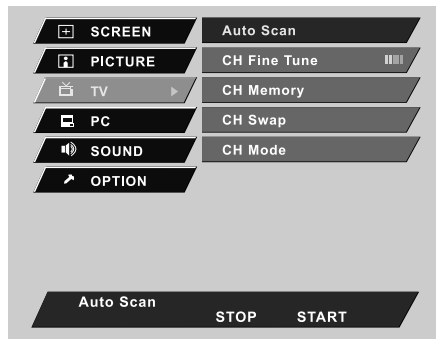 SCREEN
PICTURE
TV
PC
SOUND
OPTION
Auto Scan
CH Fine Tune
CH Memory
CH Swap
CH Mode
Auto Scan
STOP START